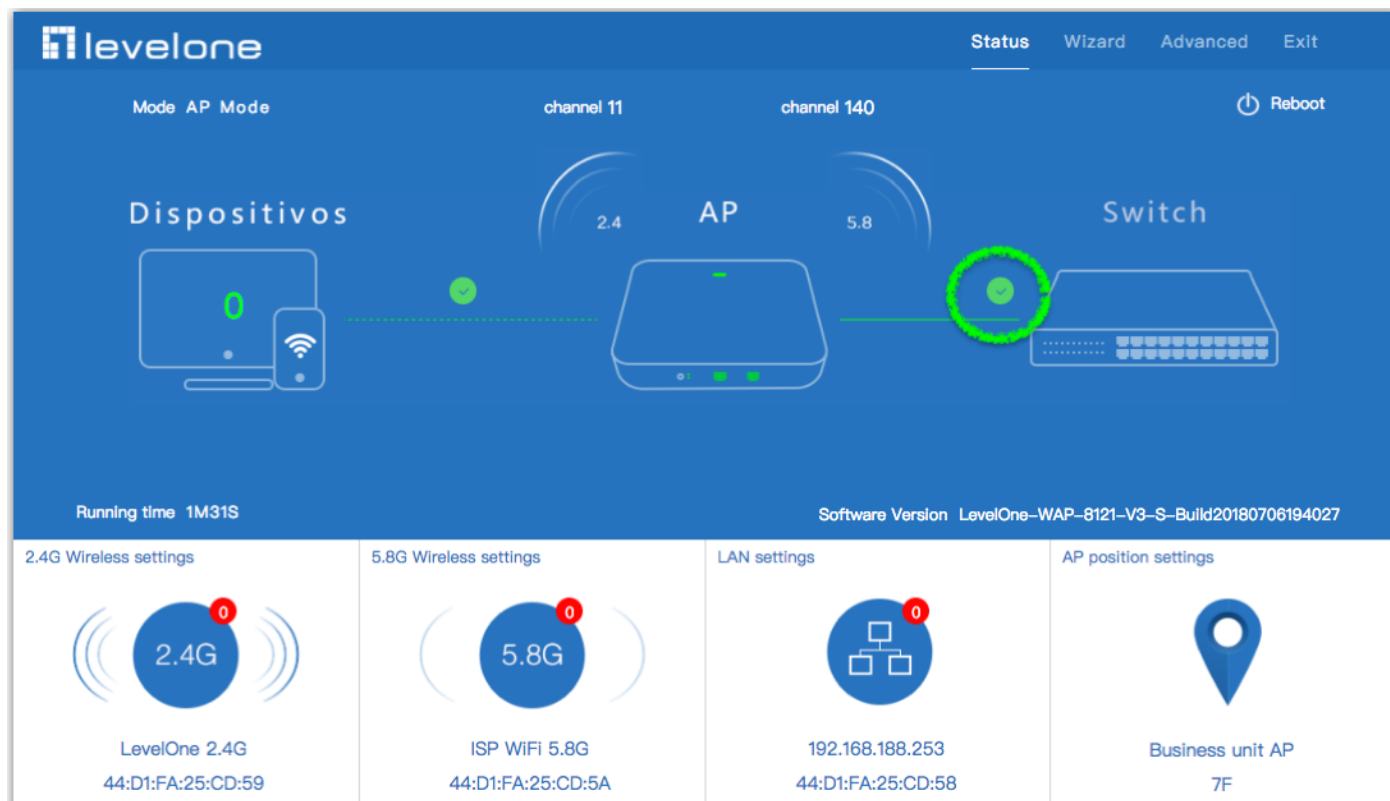 levelone
Status Wizard Advanced Exit
Mode AP Mode channel 11 channel 140 Reboot
Dispositivos 2.4 AP 5.8 Switch
0
Running time 1M31S Software Version LevelOne-WAP-8121-V3-S-Build20180706194027
2.4G Wireless settings 5.8G Wireless settings LAN settings AP position settings
0 0 0
2.4G 5.8G
LevelOne 2.4G ISP WiFi 5.8G 192.168.188.253 Business unit AP
44:D1:FA:25:CD:59 44:D1:FA:25:CD:5A 44:D1:FA:25:CD:58 7F